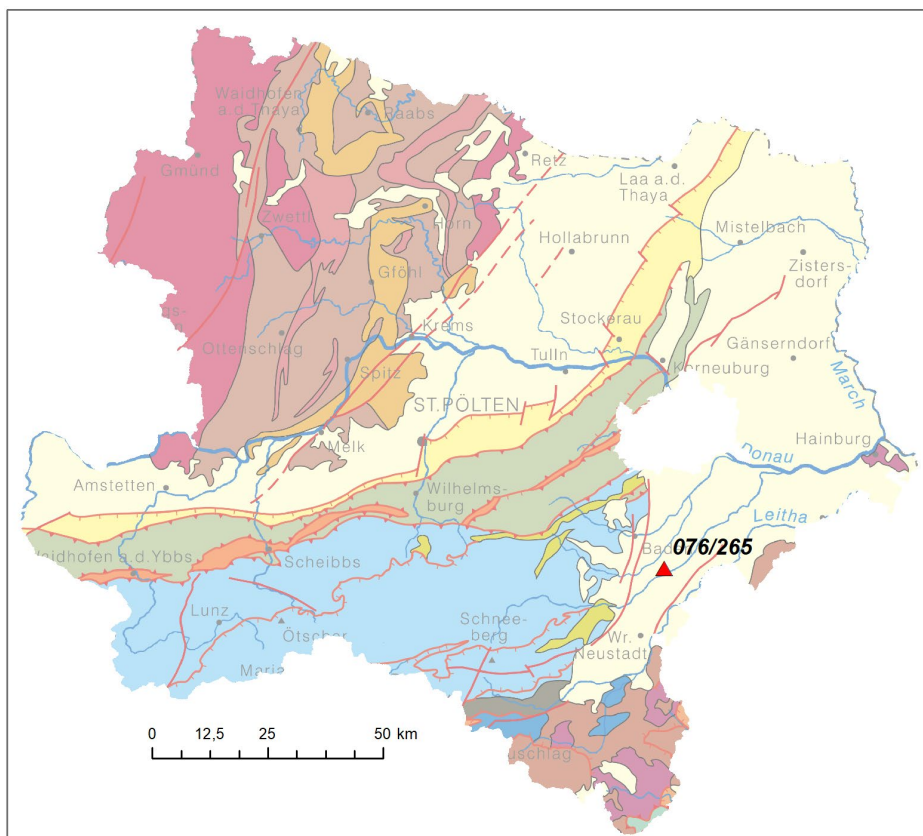 Waidhofen
a.d. Thaya
Raabs
Gmünd
Retz
Laa a.d.
Thaya
Zwettl
Horn
Hollabrunn
Mistelbach
Zisters-
dorf
Gföhl
Stockerau
Krems
Ottenschlag
Tulln
Gänserndorf
Spitz
Korneuburg
ST.PÖLTEN
March
Melk
Hainburg
Amstetten
Wilhelms-
burg
Leitha
076/265
Waidhofen a.d.Ybbs
Scheibbs
Lunz
Ötscher
Schnee-
berg
Wr.
Neustadt
0 12,5 25 50 km